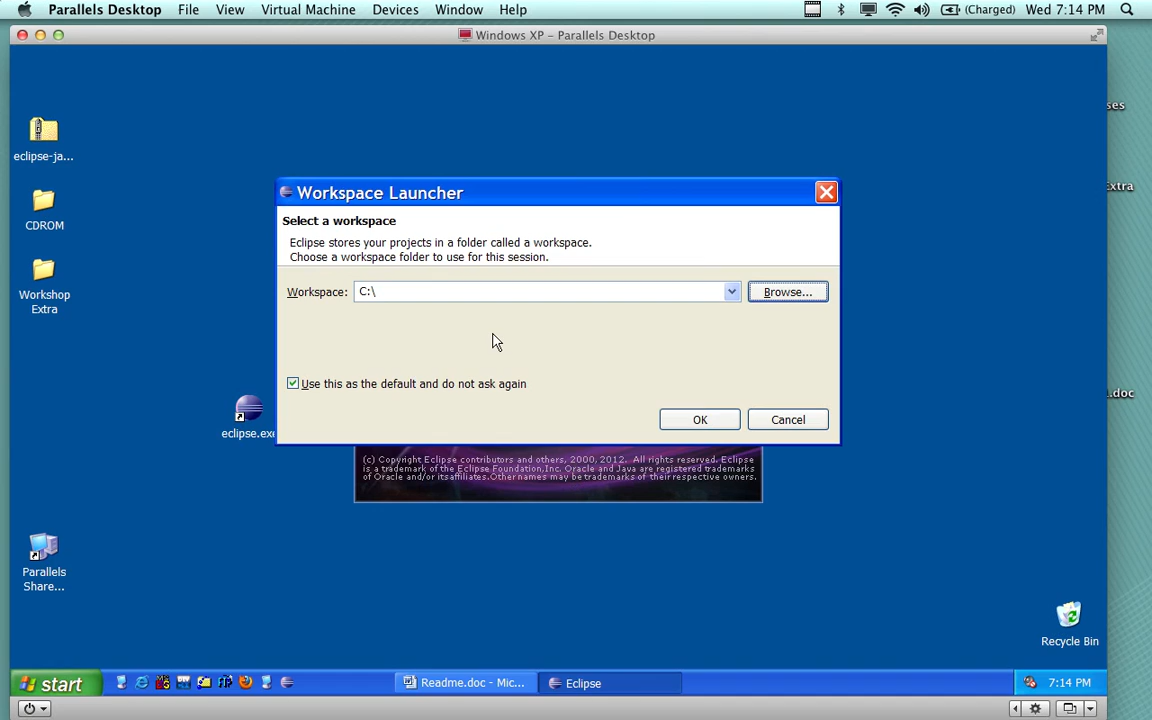 Parallels Desktop File View Virtual Machine Devices Window Help (Charged) Wed 7:14 PM
Windows XP – Parallels Desktop
eclipse-ja...
CDROM
Workshop
Extra
eclipse.exe
Parallels
Share...
Workspace Launcher
Select a workspace
Eclipse stores your projects in a folder called a workspace.
Choose a workspace folder to use for this session.
Workspace: C:\ Browse...
Use this as the default and do not ask again
OK Cancel
(c) Copyright Eclipse contributors and others, 2000, 2012. All rights reserved. Eclipse
is a trademark of the Eclipse Foundation,Inc. Oracle and Java are registered trademarks
of Oracle and/or itsaffiliates.Other names may be trademarks of their respective owners.
ses
Extra
.doc
Recycle Bin
start Readme.doc - Mic... Eclipse 7:14 PM